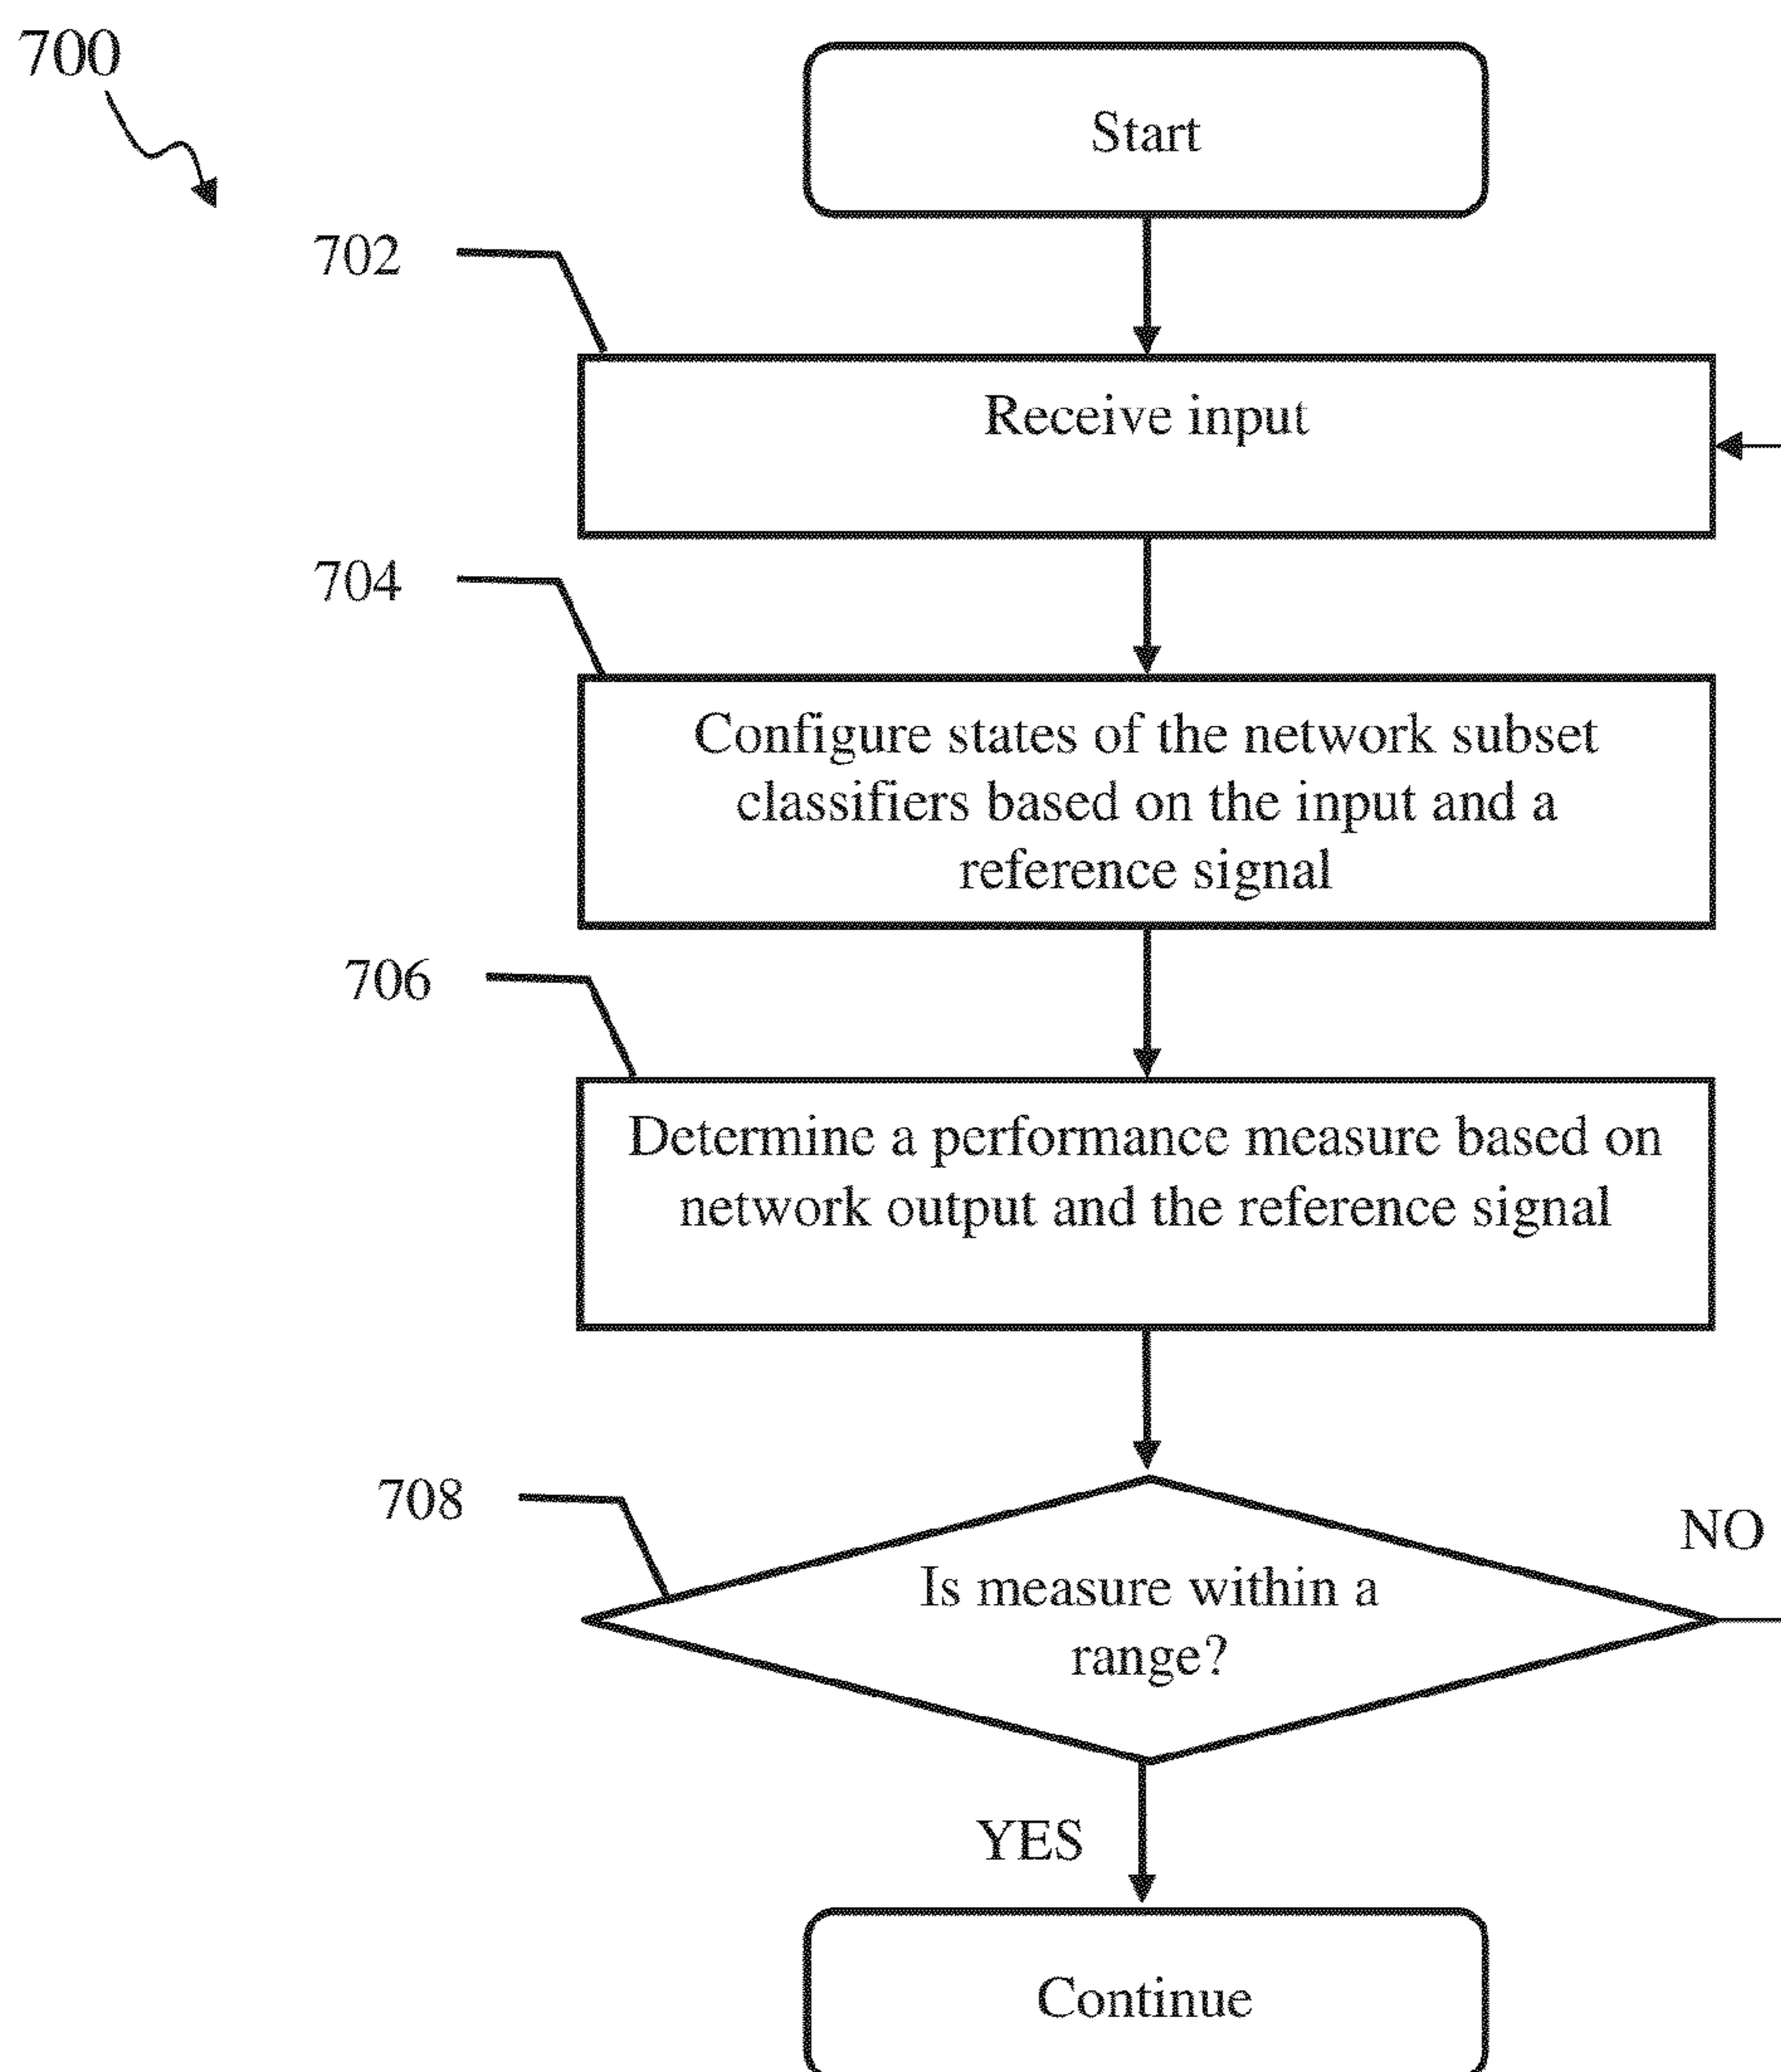 700
Start
702
Receive input
704
Configure states of the network subset
classifiers based on the input and a
reference signal
706
Determine a performance measure based on
network output and the reference signal
708
Is measure within a
range?
NO
YES
Continue